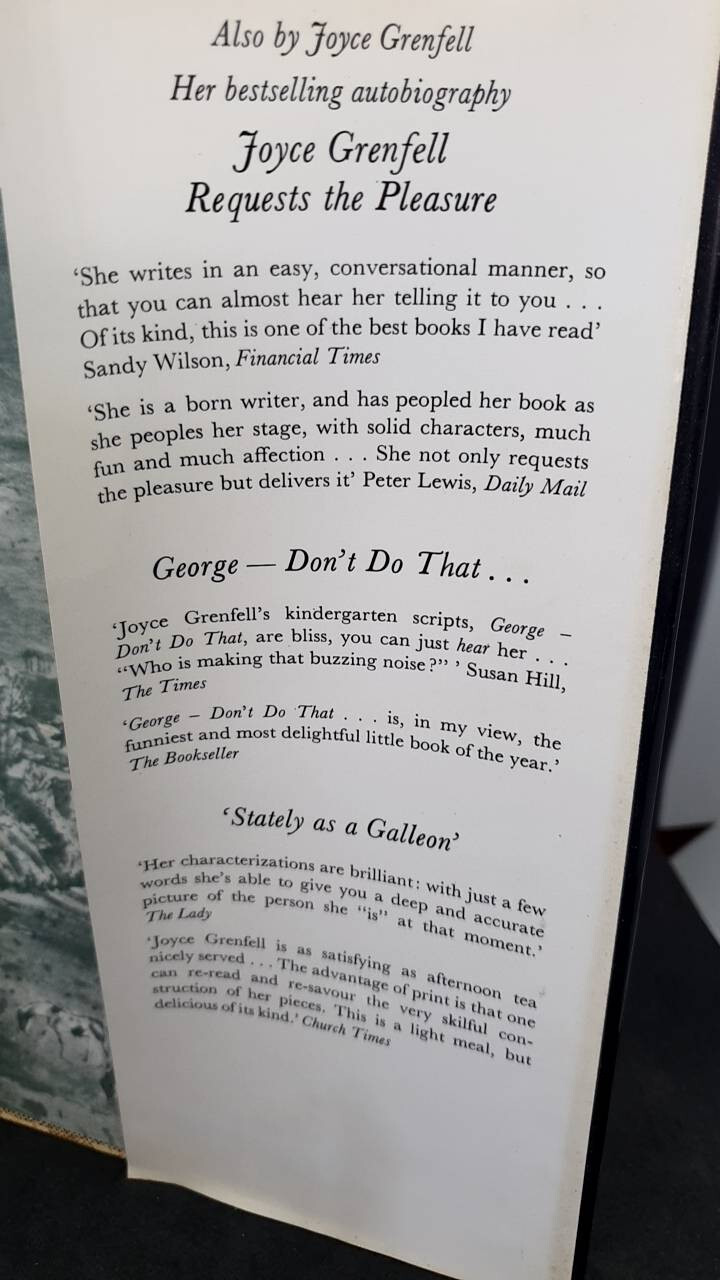 Also by Joyce Grenfell
Her bestselling autobiography
Joyce Grenfell
Requests the Pleasure
‘She writes in an easy, conversational manner, so
that you can almost hear her telling it to you . . .
Of its kind, this is one of the best books I have read’
Sandy Wilson, Financial Times
‘She is a born writer, and has peopled her book as
she peoples her stage, with solid characters, much
fun and much affection . . . She not only requests
the pleasure but delivers it’ Peter Lewis, Daily Mail
George — Don’t Do That . . .
‘Joyce Grenfell’s kindergarten scripts, George –
Don’t Do That, are bliss, you can just hear her . . .
“Who is making that buzzing noise?” ’ Susan Hill,
The Times
‘George – Don’t Do That . . . is, in my view, the
funniest and most delightful little book of the year.’
The Bookseller
‘Stately as a Galleon’
‘Her characterizations are brilliant: with just a few
words she’s able to give you a deep and accurate
picture of the person she “is” at that moment.’
The Lady
‘Joyce Grenfell is as satisfying as afternoon tea
nicely served . . . The advantage of print is that one
can re-read and re-savour the very skilful con-
struction of her pieces. This is a light meal, but
delicious of its kind.’ Church Times